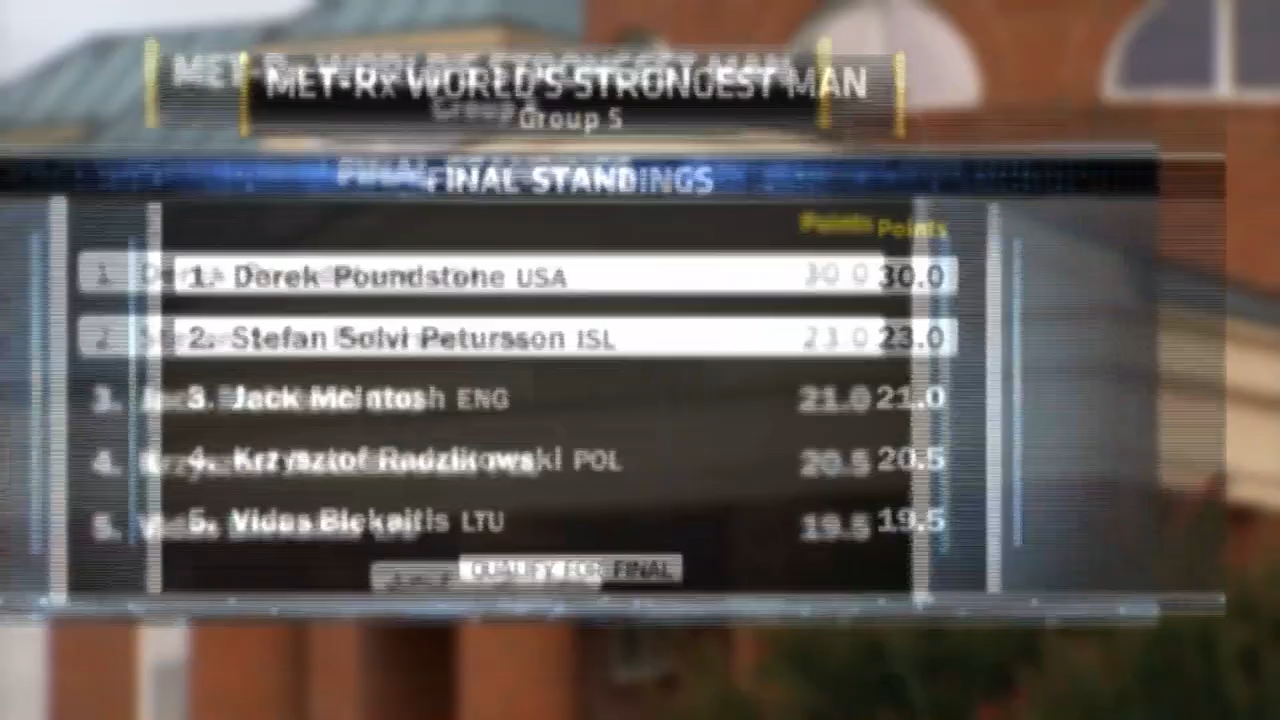 MET-Rx WORLD'S STRONGEST MAN
Group 5
FINAL STANDINGS
Points
1. Derek Poundstone USA 30.0
2. Stefan Solvi Petursson ISL 23.0
3. Jack McIntosh ENG 21.0
4. Krzysztof Radzikowski POL 20.5
5. Vidas Blekaitis LTU 19.5
QUALIFY FOR FINAL